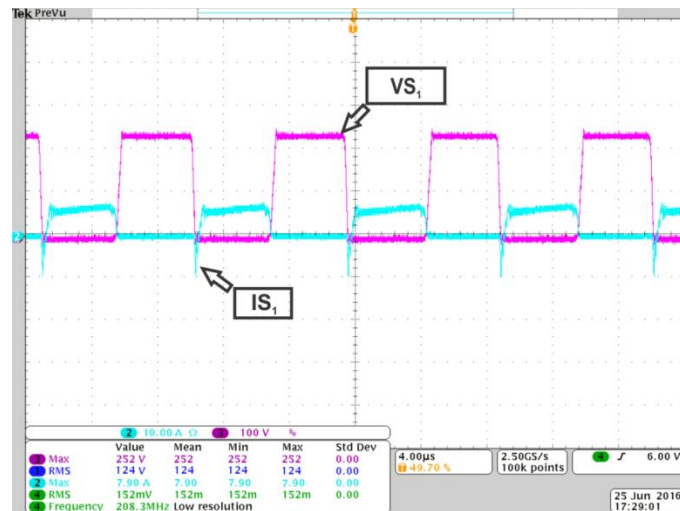 Tek PreVu
VS1
2
IS1
2 10.00 A Ω 3 100 V
Value Mean Min Max Std Dev
3 Max 252 V 252 252 252 0.00
1 RMS 124 V 124 124 124 0.00
2 Max 7.90 A 7.90 7.90 7.90 0.00
4 RMS 152mV 152m 152m 152m 0.00
4 Frequency 208.3MHz Low resolution
4.00µs
49.70 %
2.50GS/s
100k points
4 6.00 V
25 Jun 2016
17:29:01